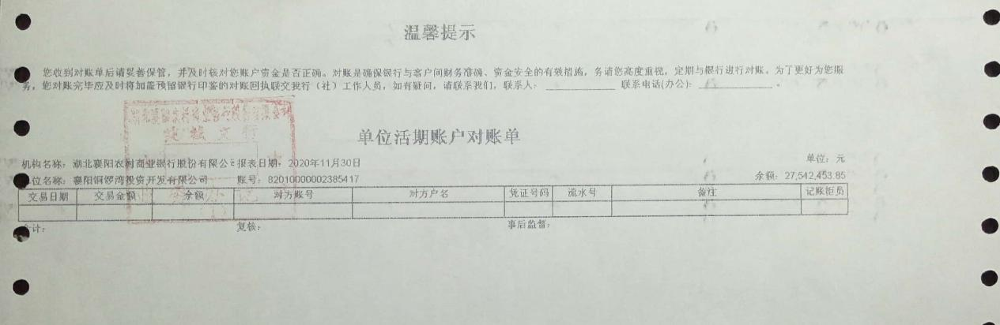 温馨提示
您收到对账单后请妥善保管，并及时核对您账户资金是否正确。对账是确保银行与客户间财务准确、资金安全的有效措施，务请您高度重视，定期与银行进行对账。为了更好为您服
务，您对账完毕应及时将加盖预留银行印鉴的对账回执联交我行（社）工作人员，如有疑问，请联系我们，联系人： 联系电话(办公)： 。
单位活期账户对账单
单位：元
机构名称：湖北襄阳农村商业银行股份有限公司 报表日期：2020年11月30日
单位名称：襄阳铜锣湾投资开发有限公司 账号：82010000002385417 余额：27,542,453.85
交易日期 交易金额 余额 对方账号 对方户名 凭证号码 流水号 备注 记账柜员
合计： 复核： 事后监督：